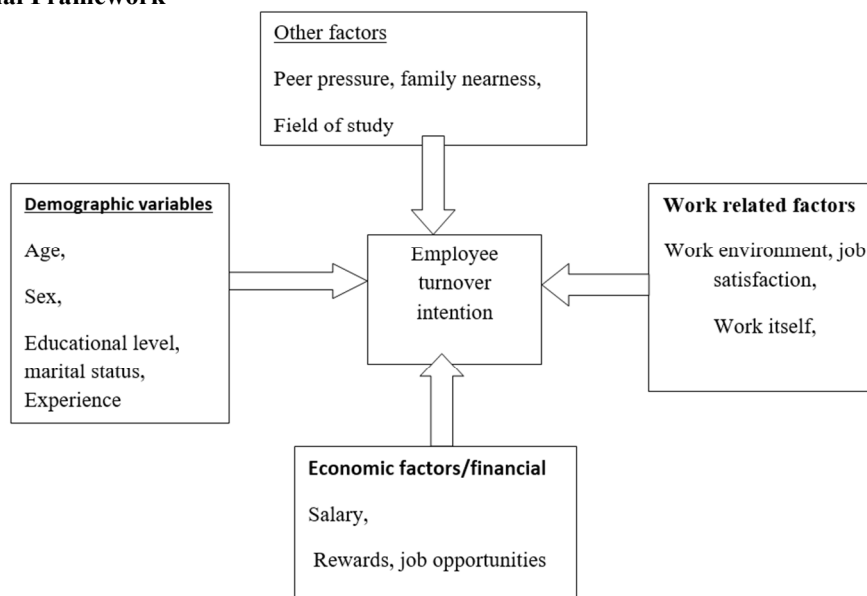 Other factors
Peer pressure, family nearness,
Field of study
Demographic variables
Age,
Sex,
Educational level,
marital status,
Experience
Employee
turnover
intention
Work related factors
Work environment, job
satisfaction,
Work itself,
Economic factors/financial
Salary,
Rewards, job opportunities